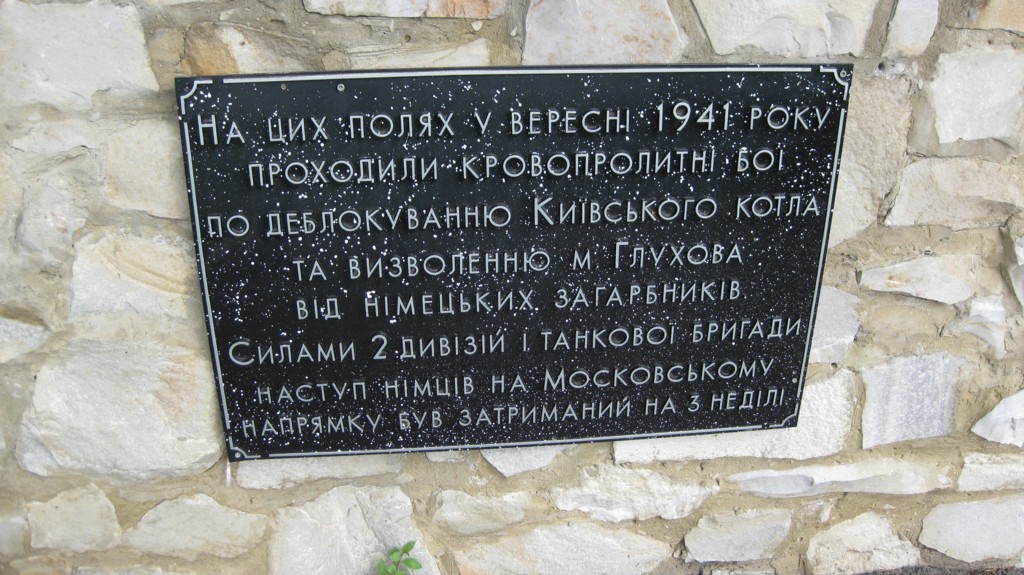 На цих полях у вересні 1941 року
проходили кровопролитні бої
по деблокуванню Київського котла
та визволенню м Глухова
від німецьких загарбників.
Силами 2 дивізій і танкової бригади
наступ німців на Московському
напрямку був затриманий на 3 неділі.